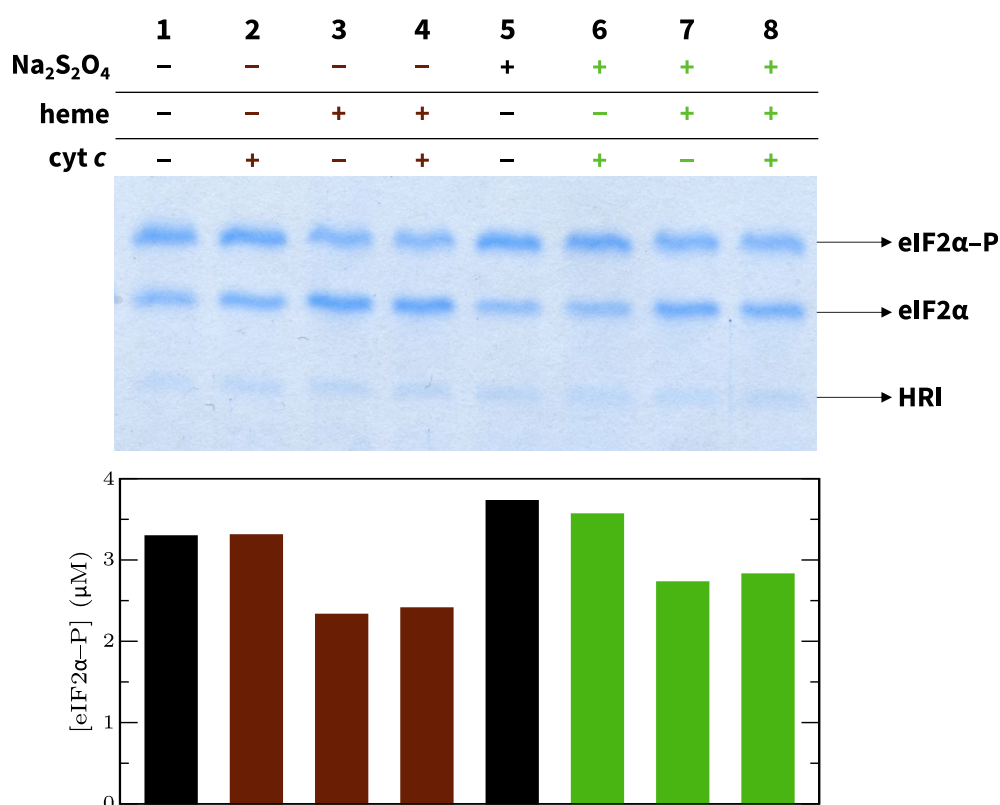 1 2 3 4 5 6 7 8
Na₂S₂O₄ – – – – + + + +
heme – – + + – – + +
cyt c – + – + – + – +
eIF2α–P
eIF2α
HRI
4
3
2
1
0
[eIF2α–P] (μM)